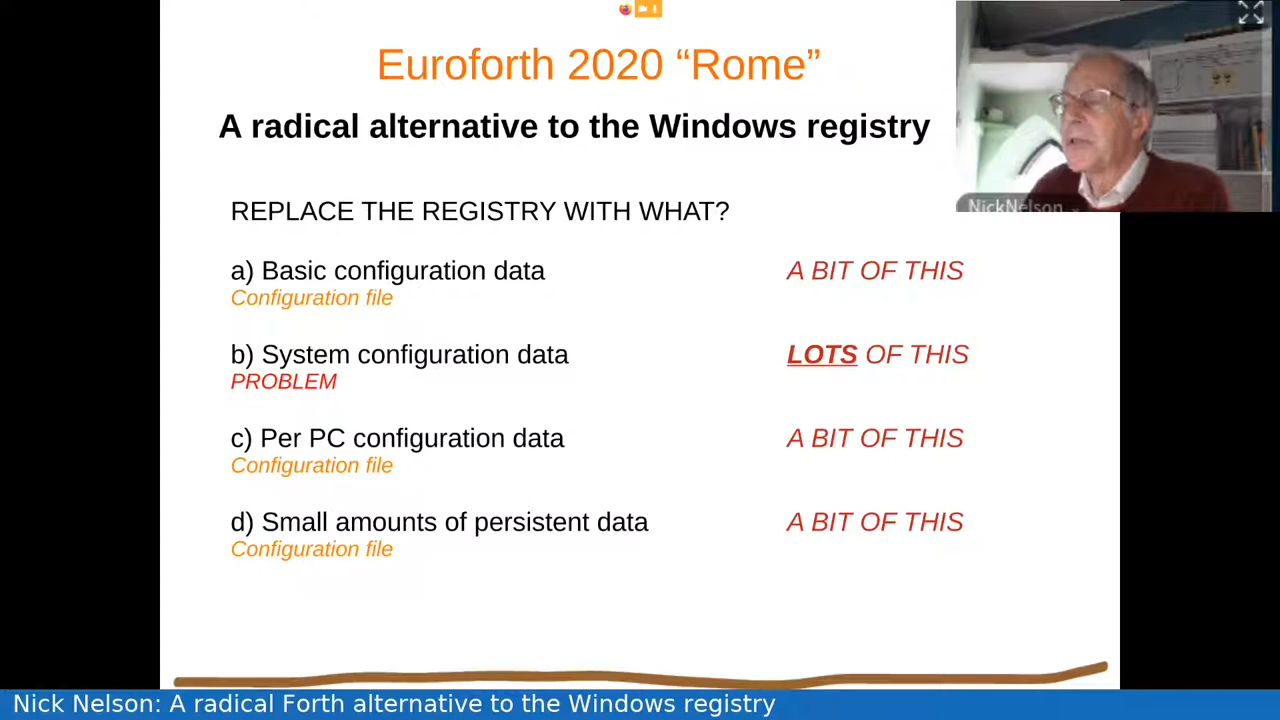 Euroforth 2020 “Rome”
A radical alternative to the Windows registry
NickNelson
REPLACE THE REGISTRY WITH WHAT?
a) Basic configuration data
A BIT OF THIS
Configuration file
b) System configuration data
LOTS OF THIS
PROBLEM
c) Per PC configuration data
A BIT OF THIS
Configuration file
d) Small amounts of persistent data
A BIT OF THIS
Configuration file
Nick Nelson: A radical Forth alternative to the Windows registry